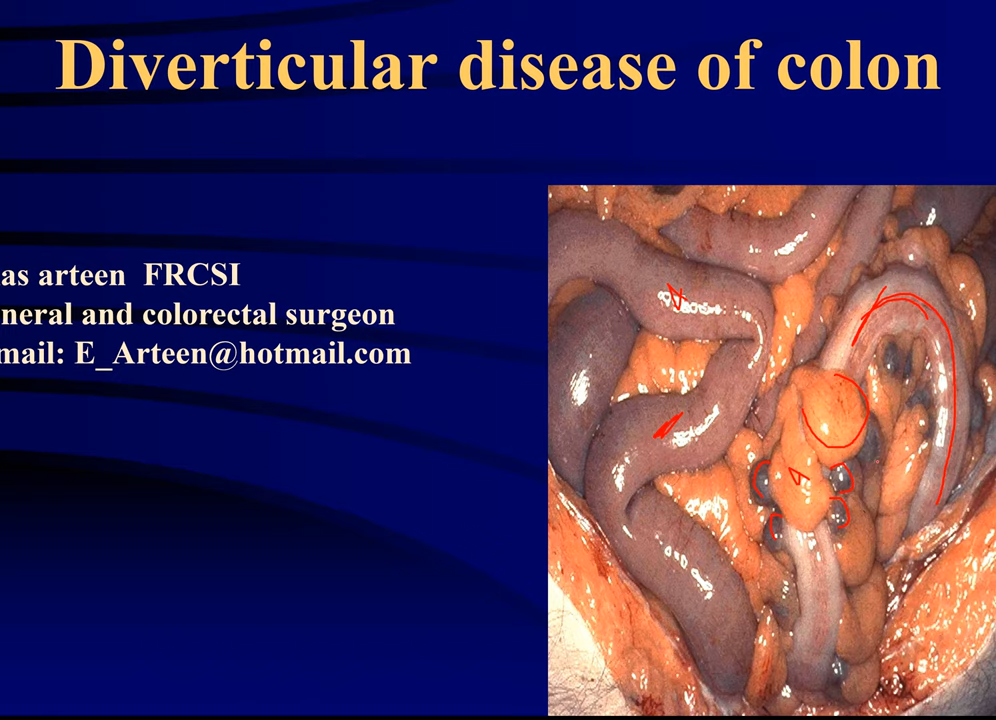 Diverticular disease of colon
as arteen FRCSI
neral and colorectal surgeon
mail: E_Arteen@hotmail.com